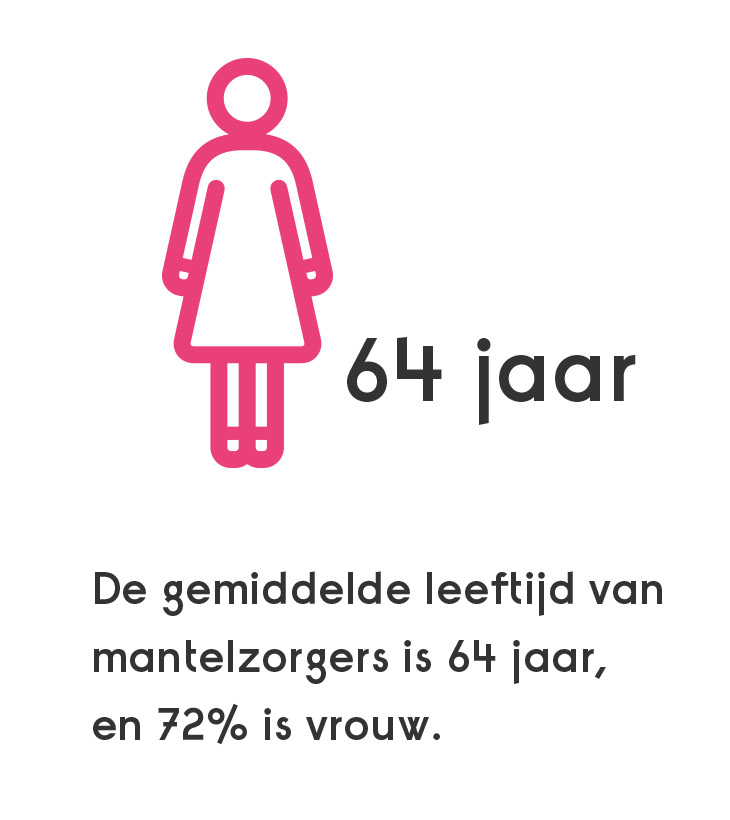 64 jaar
De gemiddelde leeftijd van
mantelzorgers is 64 jaar,
en 72% is vrouw.